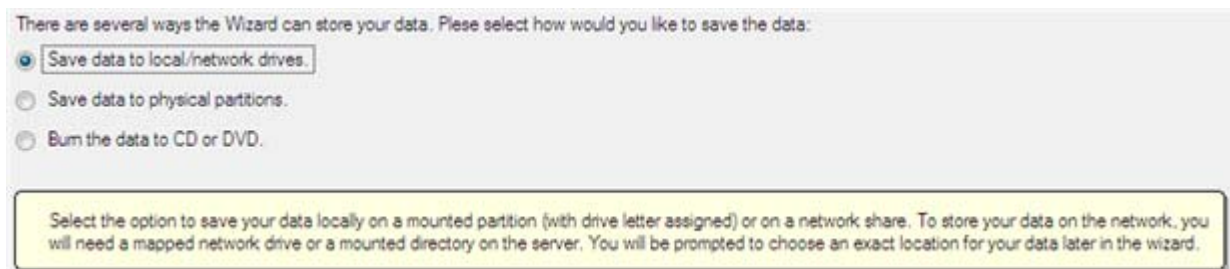 There are several ways the Wizard can store your data. Plese select how would you like to save the data:
Save data to local/network drives.
Save data to physical partitions.
Burn the data to CD or DVD.
Select the option to save your data locally on a mounted partition (with drive letter assigned) or on a network share. To store your data on the network, you
will need a mapped network drive or a mounted directory on the server. You will be prompted to choose an exact location for your data later in the wizard.